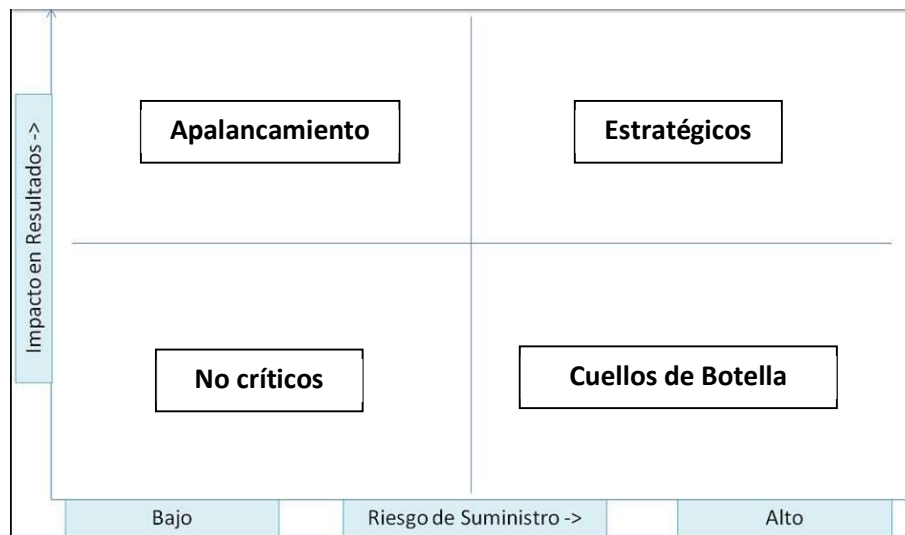 Apalancamiento
Estratégicos
Impacto en Resultados ->
No críticos
Cuellos de Botella
Bajo
Riesgo de Suministro ->
Alto